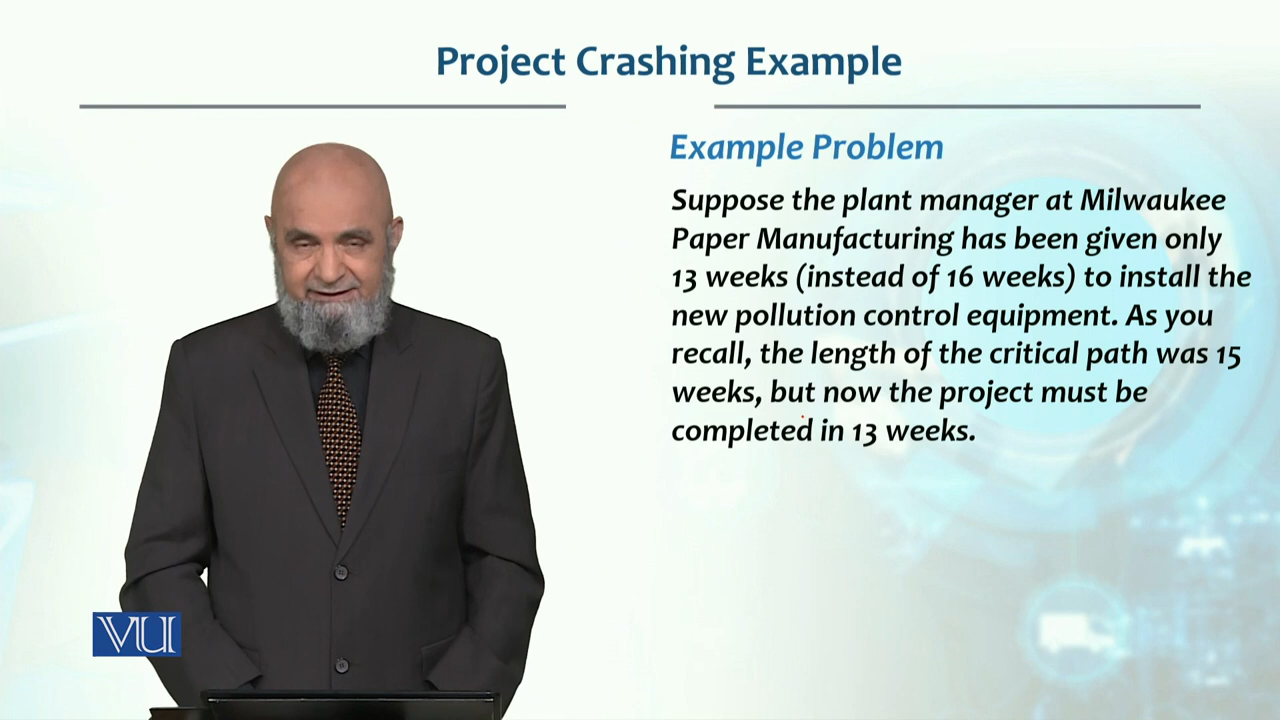 Project Crashing Example
Example Problem
Suppose the plant manager at Milwaukee
Paper Manufacturing has been given only
13 weeks (instead of 16 weeks) to install the
new pollution control equipment. As you
recall, the length of the critical path was 15
weeks, but now the project must be
completed in 13 weeks.
VU